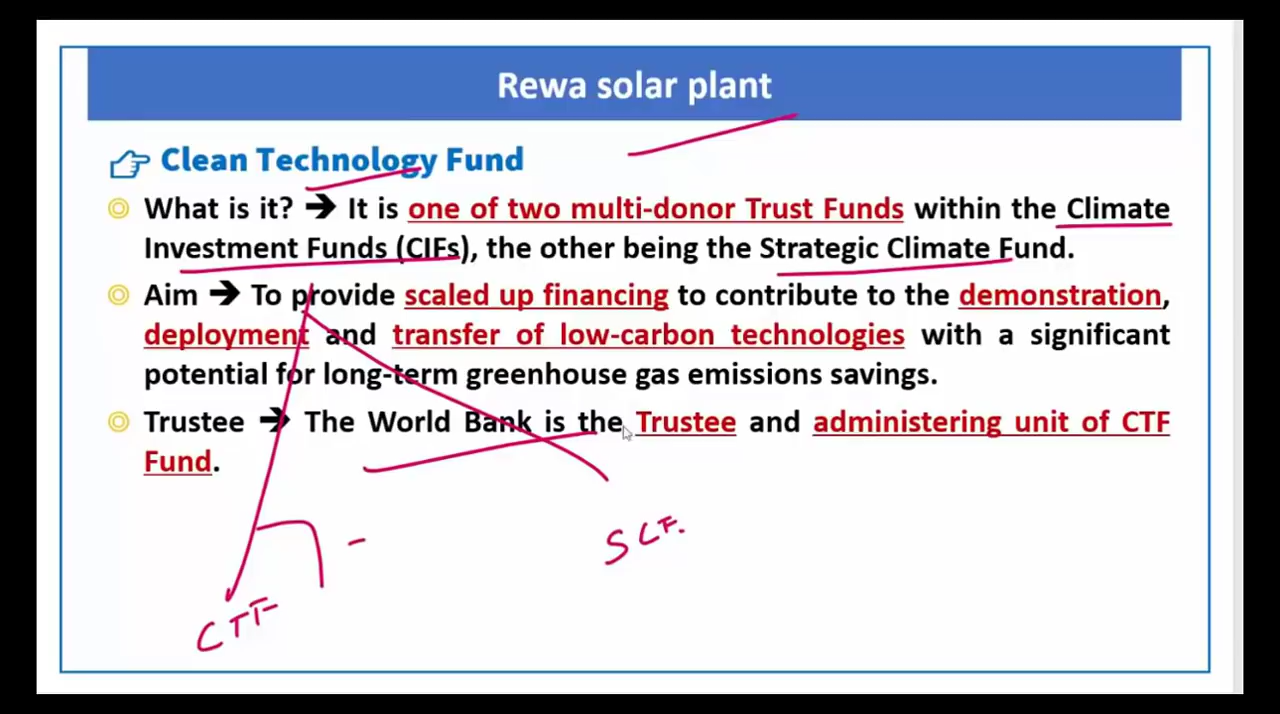 Rewa solar plant
Clean Technology Fund
What is it? → It is one of two multi-donor Trust Funds within the Climate
Investment Funds (CIFs), the other being the Strategic Climate Fund.
Aim → To provide scaled up financing to contribute to the demonstration,
deployment and transfer of low-carbon technologies with a significant
potential for long-term greenhouse gas emissions savings.
Trustee → The World Bank is the Trustee and administering unit of CTF
Fund.
SCF.
CTF